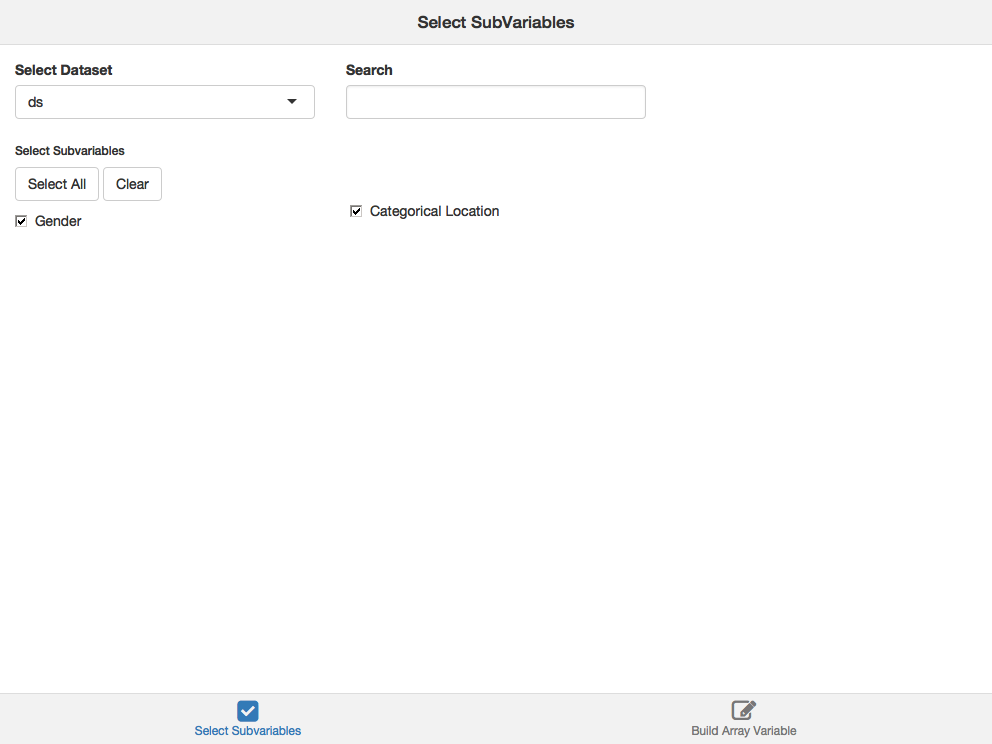 Select SubVariables
Select Dataset
Search
ds
Select Subvariables
Select All
Clear
Gender
Categorical Location
Select Subvariables
Build Array Variable